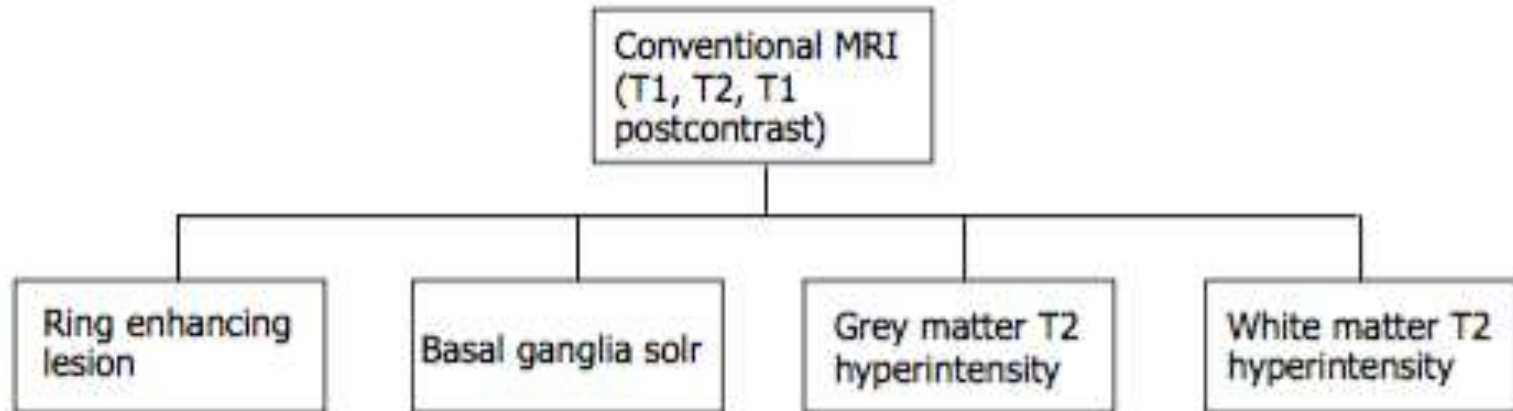 Conventional MRI
(T1, T2, T1
postcontrast)
Ring enhancing
lesion
Basal ganglia solr
Grey matter T2
hyperintensity
White matter T2
hyperintensity